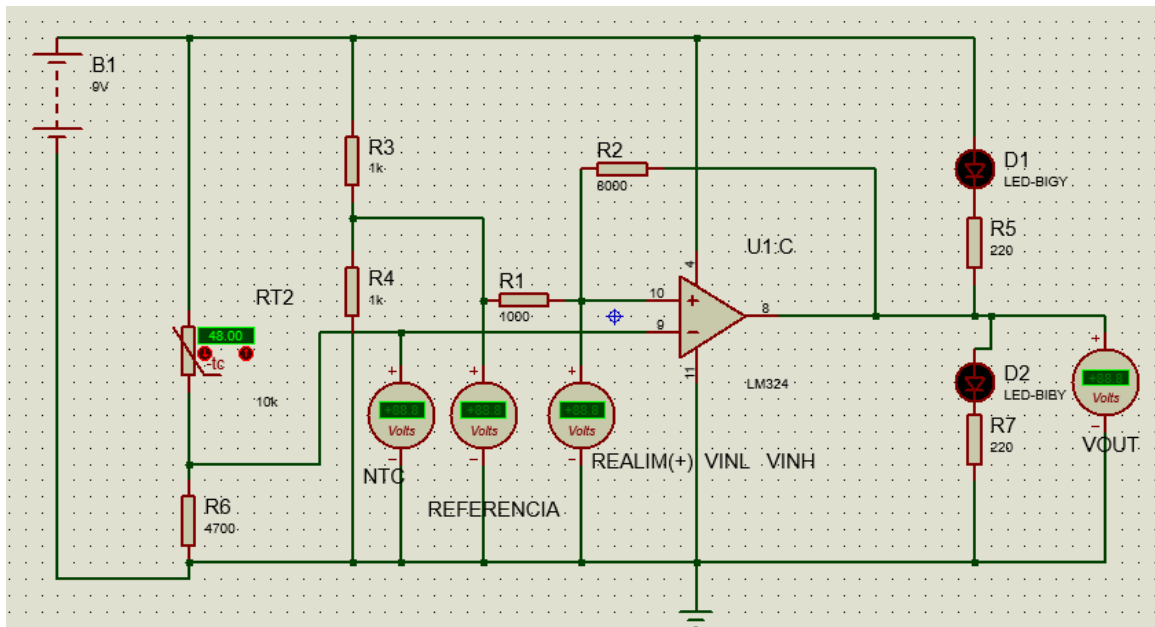 B1
9V
R3
1k
R2
8000
D1
LED-BIGY
R5
220
U1:C
4
R4
1k
R1
1000
10
9
8
11
LM324
RT2
48.00
-tc
10k
+88.8
Volts
+88.8
Volts
+88.8
Volts
D2
LED-BIBY
R7
220
+88.8
Volts
VOUT
NTC
REALIM(+) VINL VINH
REFERENCIA
R6
4700